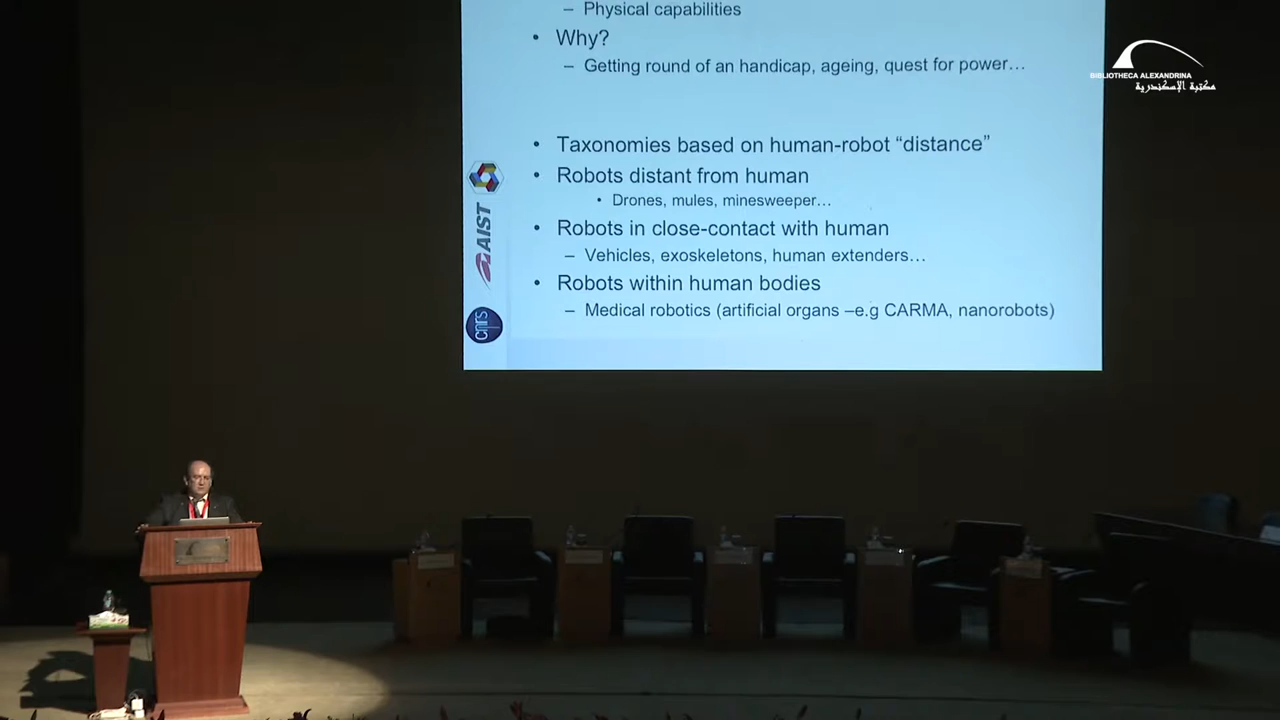 – Physical capabilities
• Why?
– Getting round of an handicap, ageing, quest for power…
• Taxonomies based on human-robot “distance”
• Robots distant from human
• Drones, mules, minesweeper…
• Robots in close-contact with human
– Vehicles, exoskeletons, human extenders…
• Robots within human bodies
– Medical robotics (artificial organs –e.g CARMA, nanorobots)
AIST
cnrs
BIBLIOTHECA ALEXANDRINA
مكتبة الإسكندرية